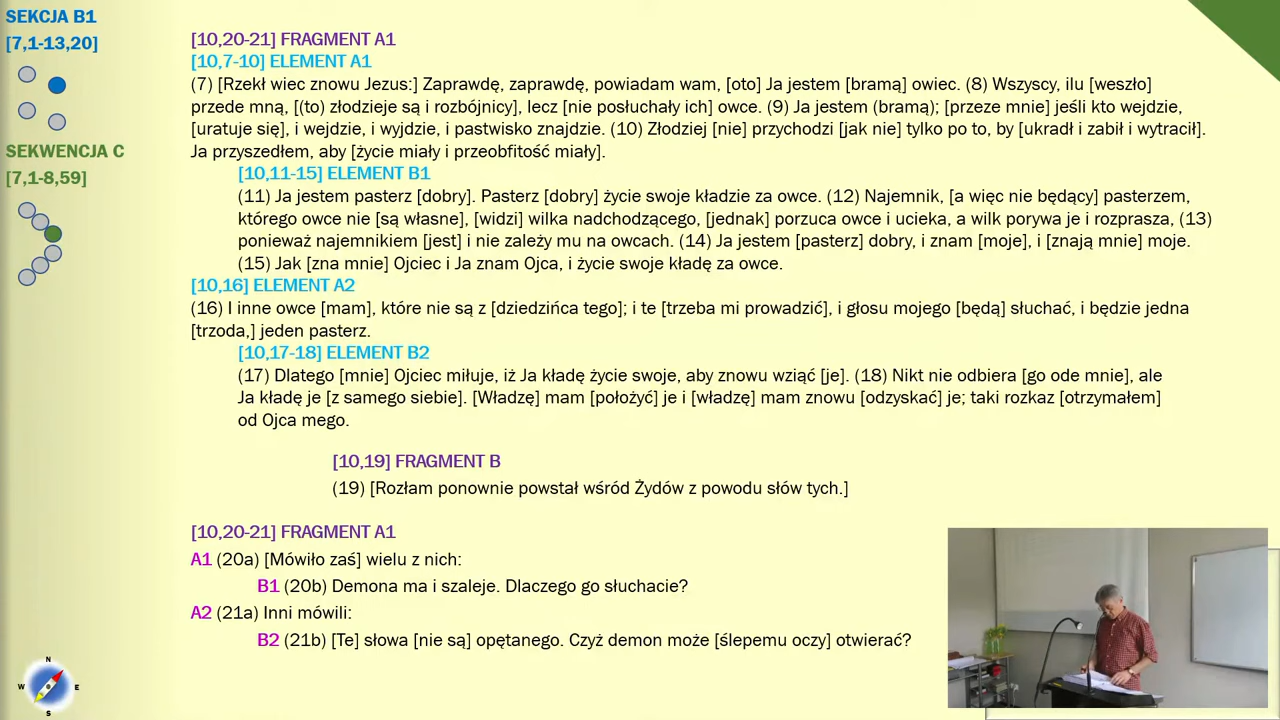 SEKCJA B1
[7,1-13,20]
SEKWENCJA C
[7,1-8,59]
[10,20-21] FRAGMENT A1
[10,7-10] ELEMENT A1
(7) [Rzekł wiec znowu Jezus:] Zaprawdę, zaprawdę, powiadam wam, [oto] Ja jestem [bramą] owiec. (8) Wszyscy, ilu [weszło]
przede mną, [(to) złodzieje są i rozbójnicy], lecz [nie posłuchały ich] owce. (9) Ja jestem (bramą); [przeze mnie] jeśli kto wejdzie,
[uratuje się], i wejdzie, i wyjdzie, i pastwisko znajdzie. (10) Złodziej [nie] przychodzi [jak nie] tylko po to, by [ukradł i zabił i wytracił].
Ja przyszedłem, aby [życie miały i przeobfitość miały].
[10,11-15] ELEMENT B1
(11) Ja jestem pasterz [dobry]. Pasterz [dobry] życie swoje kładzie za owce. (12) Najemnik, [a więc nie będący] pasterzem,
którego owce nie [są własne], [widzi] wilka nadchodzącego, [jednak] porzuca owce i ucieka, a wilk porywa je i rozprasza, (13)
ponieważ najemnikiem [jest] i nie zależy mu na owcach. (14) Ja jestem [pasterz] dobry, i znam [moje], i [znają mnie] moje.
(15) Jak [zna mnie] Ojciec i Ja znam Ojca, i życie swoje kładę za owce.
[10,16] ELEMENT A2
(16) I inne owce [mam], które nie są z [dziedzińca tego]; i te [trzeba mi prowadzić], i głosu mojego [będą] słuchać, i będzie jedna
[trzoda,] jeden pasterz.
[10,17-18] ELEMENT B2
(17) Dlatego [mnie] Ojciec miłuje, iż Ja kładę życie swoje, aby znowu wziąć [je]. (18) Nikt nie odbiera [go ode mnie], ale
Ja kładę je [z samego siebie]. [Władzę] mam [położyć] je i [władzę] mam znowu [odzyskać] je; taki rozkaz [otrzymałem]
od Ojca mego.
[10,19] FRAGMENT B
(19) [Rozłam ponownie powstał wśród Żydów z powodu słów tych.]
[10,20-21] FRAGMENT A1
A1 (20a) [Mówiło zaś] wielu z nich:
B1 (20b) Demona ma i szaleje. Dlaczego go słuchacie?
A2 (21a) Inni mówili:
B2 (21b) [Te] słowa [nie są] opętanego. Czyż demon może [ślepemu oczy] otwierać?
N
W E
S